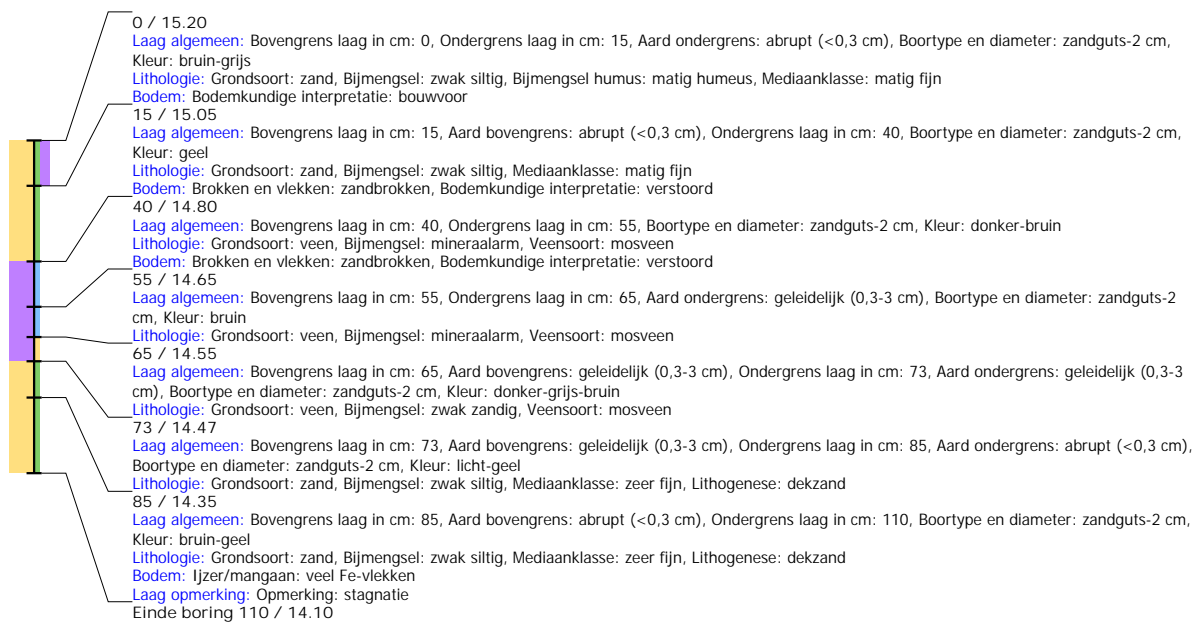 0 / 15.20
Laag algemeen: Bovengrens laag in cm: 0, Ondergrens laag in cm: 15, Aard ondergrens: abrupt (<0,3 cm), Boortype en diameter: zandguts-2 cm,
Kleur: bruin-grijs
Lithologie: Grondsoort: zand, Bijmengsel: zwak siltig, Bijmengsel humus: matig humeus, Mediaanklasse: matig fijn
Bodem: Bodemkundige interpretatie: bouwvoor
15 / 15.05
Laag algemeen: Bovengrens laag in cm: 15, Aard bovengrens: abrupt (<0,3 cm), Ondergrens laag in cm: 40, Boortype en diameter: zandguts-2 cm,
Kleur: geel
Lithologie: Grondsoort: zand, Bijmengsel: zwak siltig, Mediaanklasse: matig fijn
Bodem: Brokken en vlekken: zandbrokken, Bodemkundige interpretatie: verstoord
40 / 14.80
Laag algemeen: Bovengrens laag in cm: 40, Ondergrens laag in cm: 55, Boortype en diameter: zandguts-2 cm, Kleur: donker-bruin
Lithologie: Grondsoort: veen, Bijmengsel: mineraalarm, Veensoort: mosveen
Bodem: Brokken en vlekken: zandbrokken, Bodemkundige interpretatie: verstoord
55 / 14.65
Laag algemeen: Bovengrens laag in cm: 55, Ondergrens laag in cm: 65, Aard ondergrens: geleidelijk (0,3-3 cm), Boortype en diameter: zandguts-2
cm, Kleur: bruin
Lithologie: Grondsoort: veen, Bijmengsel: mineraalarm, Veensoort: mosveen
65 / 14.55
Laag algemeen: Bovengrens laag in cm: 65, Aard bovengrens: geleidelijk (0,3-3 cm), Ondergrens laag in cm: 73, Aard ondergrens: geleidelijk (0,3-3
cm), Boortype en diameter: zandguts-2 cm, Kleur: donker-grijs-bruin
Lithologie: Grondsoort: veen, Bijmengsel: zwak zandig, Veensoort: mosveen
73 / 14.47
Laag algemeen: Bovengrens laag in cm: 73, Aard bovengrens: geleidelijk (0,3-3 cm), Ondergrens laag in cm: 85, Aard ondergrens: abrupt (<0,3 cm),
Boortype en diameter: zandguts-2 cm, Kleur: licht-geel
Lithologie: Grondsoort: zand, Bijmengsel: zwak siltig, Mediaanklasse: zeer fijn, Lithogenese: dekzand
85 / 14.35
Laag algemeen: Bovengrens laag in cm: 85, Aard bovengrens: abrupt (<0,3 cm), Ondergrens laag in cm: 110, Boortype en diameter: zandguts-2 cm,
Kleur: bruin-geel
Lithologie: Grondsoort: zand, Bijmengsel: zwak siltig, Mediaanklasse: zeer fijn, Lithogenese: dekzand
Bodem: Ijzer/mangaan: veel Fe-vlekken
Laag opmerking: Opmerking: stagnatie
Einde boring 110 / 14.10